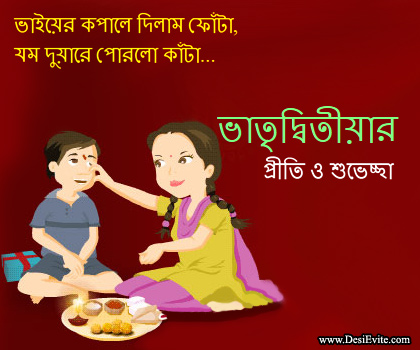 ভাইয়ের কপালে দিলাম ফোঁটা,
যম দুয়ারে পোরলো কাঁটা...
ভাতৃদ্বিতীয়ার
প্রীতি ও শুভেচ্ছা
www.DesiEvite.com